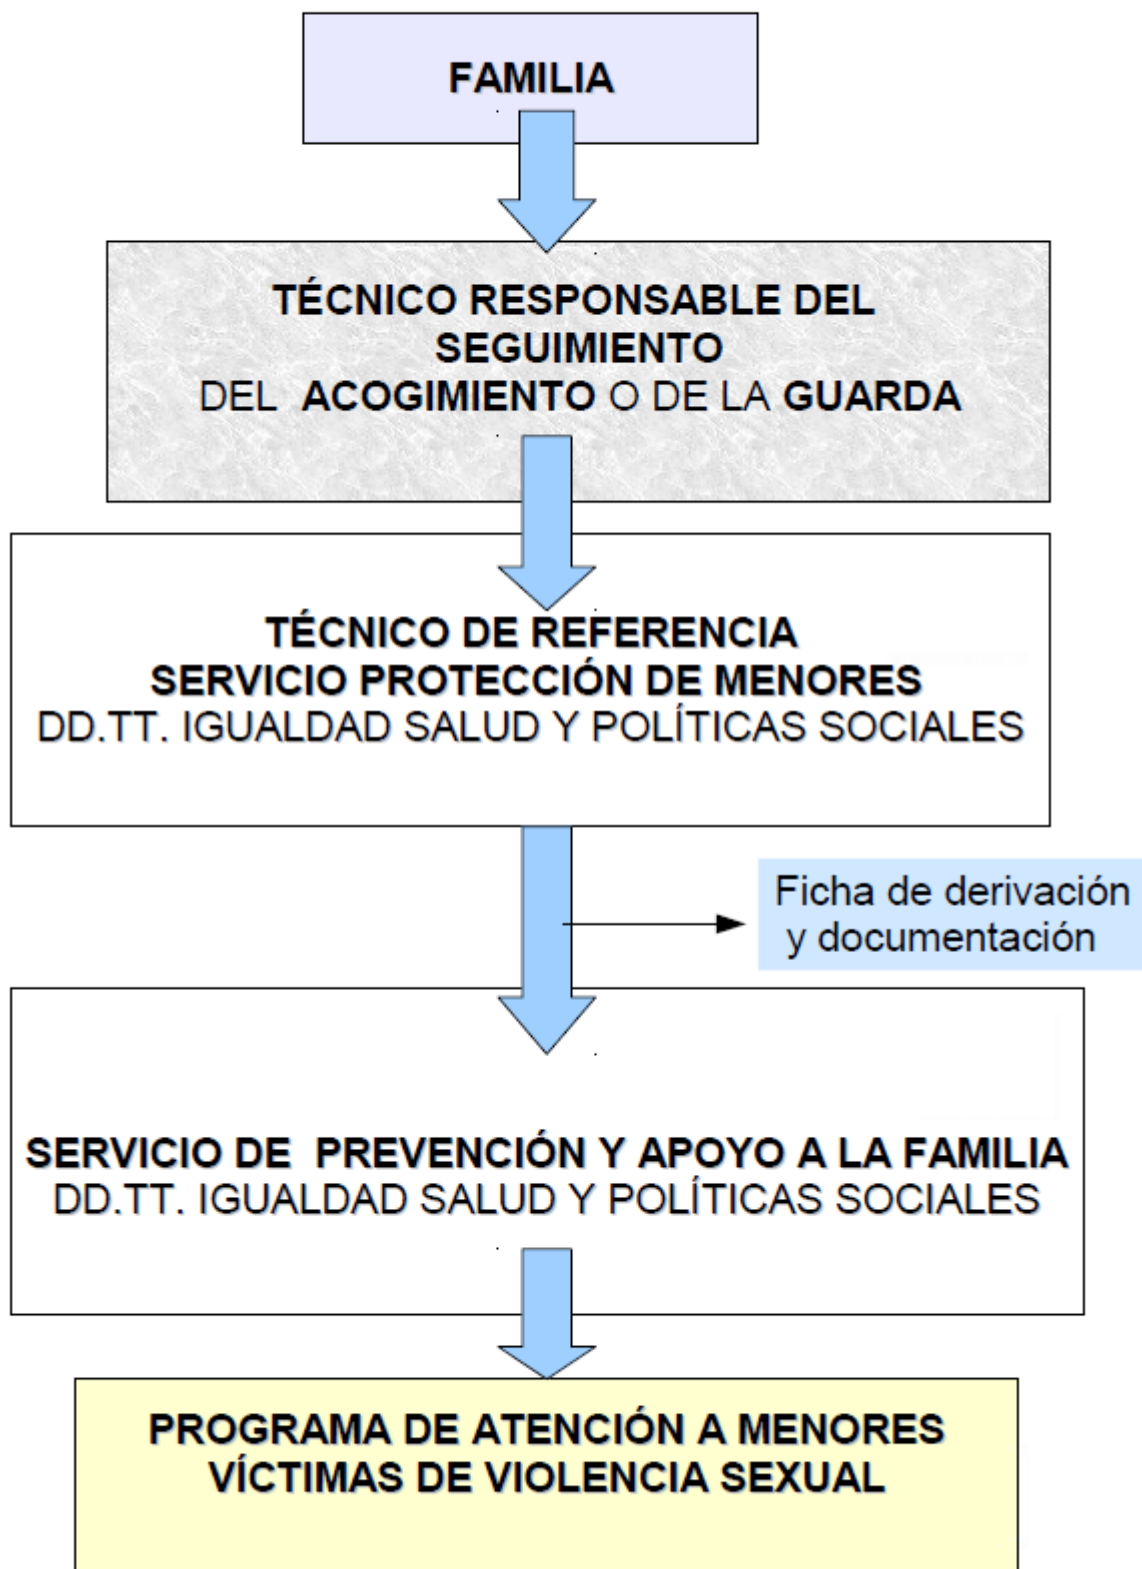 FAMILIA
TÉCNICO RESPONSABLE DEL
SEGUIMIENTO
DEL ACOGIMIENTO O DE LA GUARDA
TÉCNICO DE REFERENCIA
SERVICIO PROTECCIÓN DE MENORES
DD.TT. IGUALDAD SALUD Y POLÍTICAS SOCIALES
Ficha de derivación
y documentación
SERVICIO DE PREVENCIÓN Y APOYO A LA FAMILIA
DD.TT. IGUALDAD SALUD Y POLÍTICAS SOCIALES
PROGRAMA DE ATENCIÓN A MENORES
VÍCTIMAS DE VIOLENCIA SEXUAL